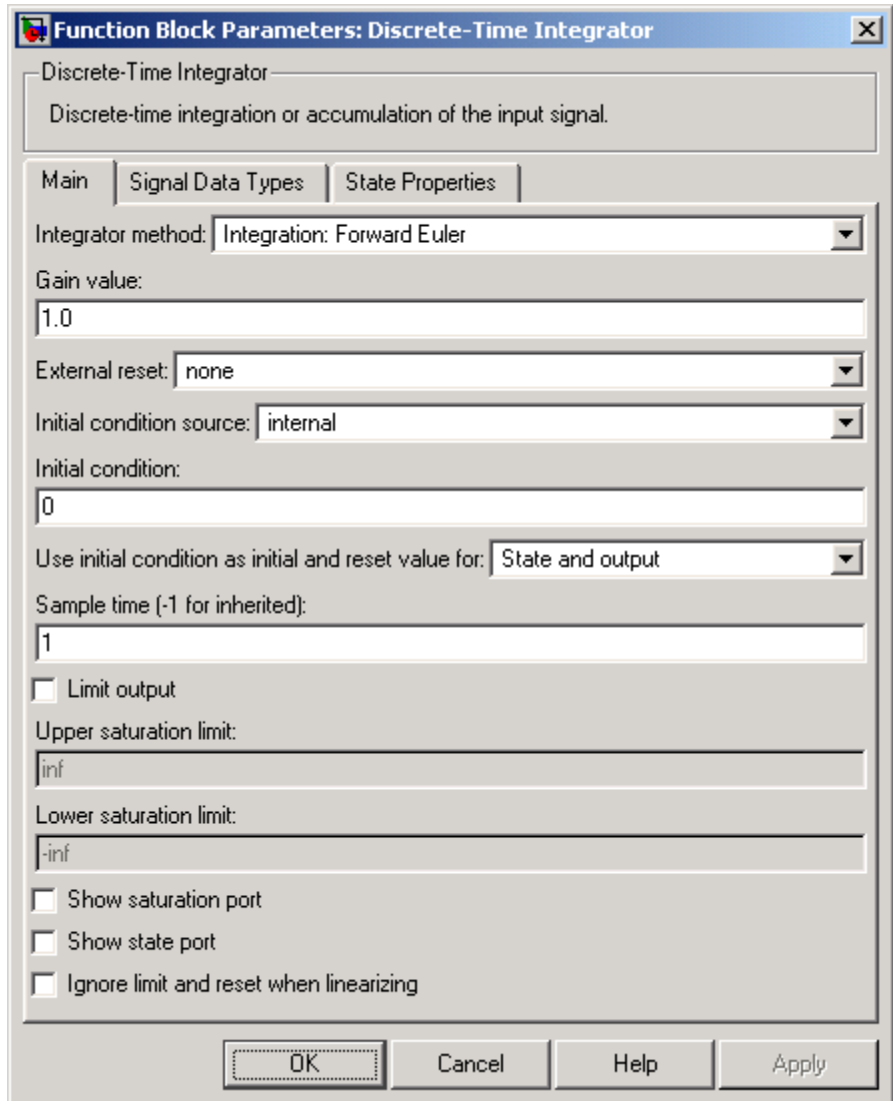 Function Block Parameters: Discrete-Time Integrator
Discrete-Time Integrator
Discrete-time integration or accumulation of the input signal.
Main Signal Data Types State Properties
Integrator method: Integration: Forward Euler
Gain value:
1.0
External reset: none
Initial condition source: internal
Initial condition:
0
Use initial condition as initial and reset value for: State and output
Sample time (-1 for inherited):
1
Limit output
Upper saturation limit:
inf
Lower saturation limit:
-inf
Show saturation port
Show state port
Ignore limit and reset when linearizing
OK Cancel Help Apply